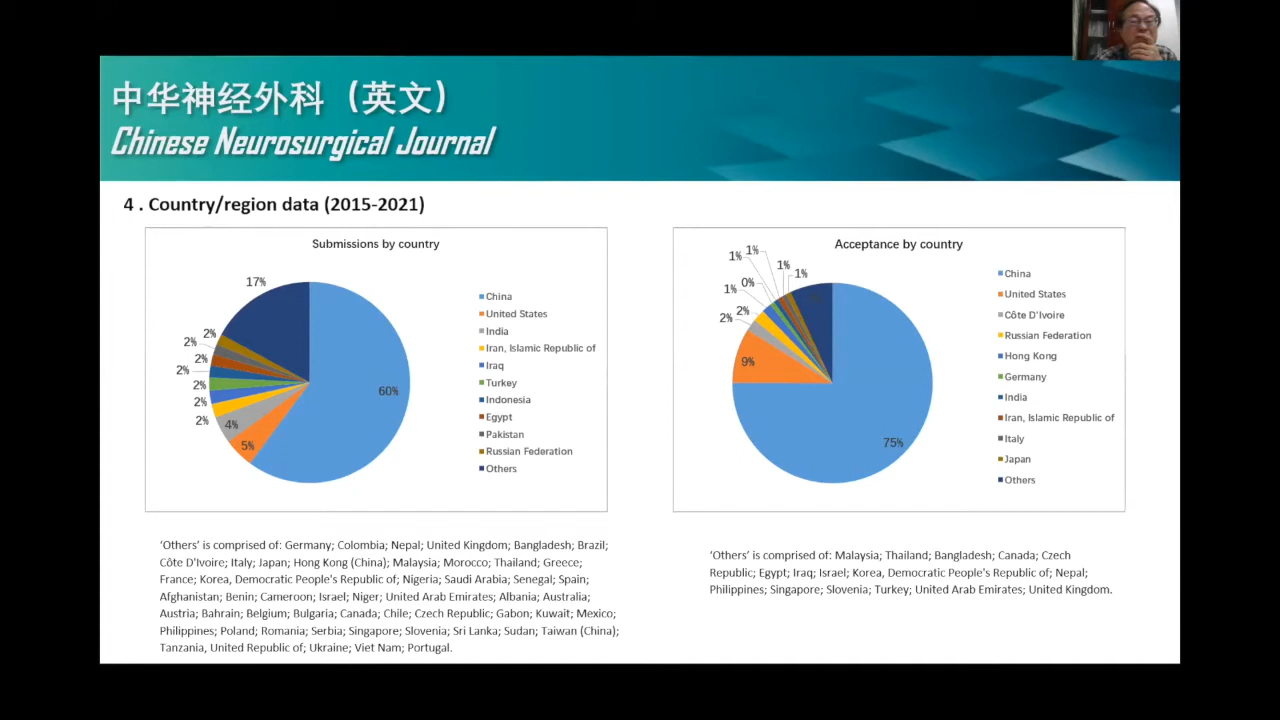 中华神经外科（英文）
Chinese Neurosurgical Journal
4 . Country/region data (2015-2021)
Submissions by country
17%
2%
2%
2%
2%
2%
2%
2%
4%
5%
60%
China
United States
India
Iran, Islamic Republic of
Iraq
Turkey
Indonesia
Egypt
Pakistan
Russian Federation
Others
'Others' is comprised of: Germany; Colombia; Nepal; United Kingdom; Bangladesh; Brazil;
Côte D'Ivoire; Italy; Japan; Hong Kong (China); Malaysia; Morocco; Thailand; Greece;
France; Korea, Democratic People's Republic of; Nigeria; Saudi Arabia; Senegal; Spain;
Afghanistan; Benin; Cameroon; Israel; Niger; United Arab Emirates; Albania; Australia;
Austria; Bahrain; Belgium; Bulgaria; Canada; Chile; Czech Republic; Gabon; Kuwait; Mexico;
Philippines; Poland; Romania; Serbia; Singapore; Slovenia; Sri Lanka; Sudan; Taiwan (China);
Tanzania, United Republic of; Ukraine; Viet Nam; Portugal.
Acceptance by country
1%
1%
1%
1%
0%
1%
2%
2%
9%
75%
China
United States
Côte D'Ivoire
Russian Federation
Hong Kong
Germany
India
Iran, Islamic Republic of
Italy
Japan
Others
'Others' is comprised of: Malaysia; Thailand; Bangladesh; Canada; Czech
Republic; Egypt; Iraq; Israel; Korea, Democratic People's Republic of; Nepal;
Philippines; Singapore; Slovenia; Turkey; United Arab Emirates; United Kingdom.